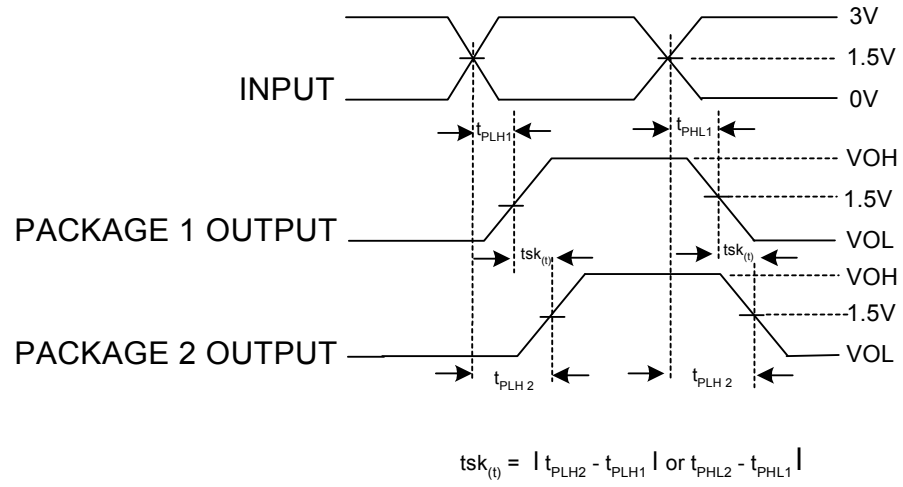 3V
1.5V
INPUT
0V
tPLH1
tPHL1
VOH
1.5V
PACKAGE 1 OUTPUT
VOL
tsk(t)
tsk(t)
VOH
1.5V
PACKAGE 2 OUTPUT
VOL
tPLH 2
tPLH 2
tsk(t) = | tPLH2 - tPLH1 | or tPHL2 - tPHL1 |